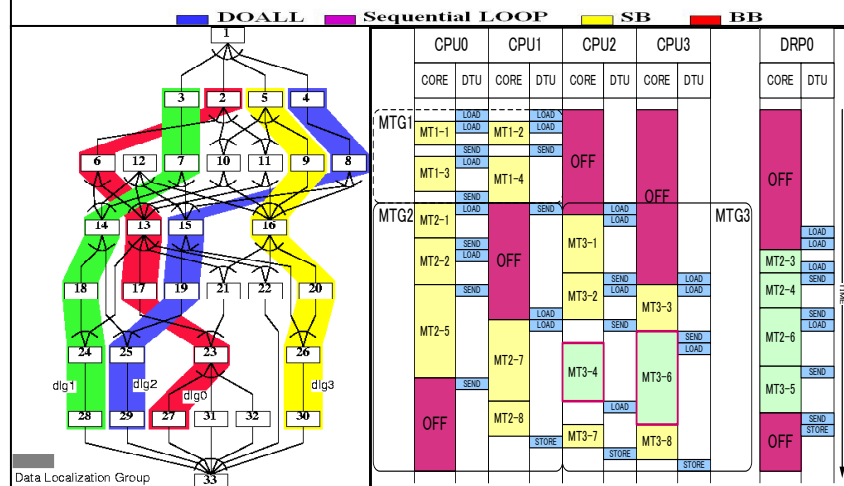 DOALL Sequential LOOP SB BB
1
3 2 5 4
6 12 7 10 11 9 8
14 13 15 16
18 17 19 21 22 20
24 25 23 26
dlg1 dlg2 dlg0 dlg3
28 29 27 31 32 30
33
Data Localization Group
CPU0 CPU1 CPU2 CPU3 DRP0
CORE DTU CORE DTU CORE DTU CORE DTU CORE DTU
MTG1 LOAD LOAD
MT1-1 LOAD MT1-2 LOAD
SEND SEND
MT1-3 LOAD MT1-4 OFF OFF OFF
SEND
MTG2 LOAD SEND LOAD MTG3
MT2-1 LOAD
LOAD
SEND MT3-1 LOAD
MT2-2 LOAD OFF MT2-3 LOAD
SEND SEND LOAD SEND
MT2-5 LOAD MT3-2 LOAD MT3-3 LOAD MT2-4
LOAD SEND SEND
MT2-7 LOAD SEND MT2-6 LOAD
MT3-4 MT3-6 LOAD
OFF SEND MT3-5 SEND
MT2-8 LOAD
SEND
MT3-7 MT3-8 OFF STORE
STORE STORE
STORE
TIME